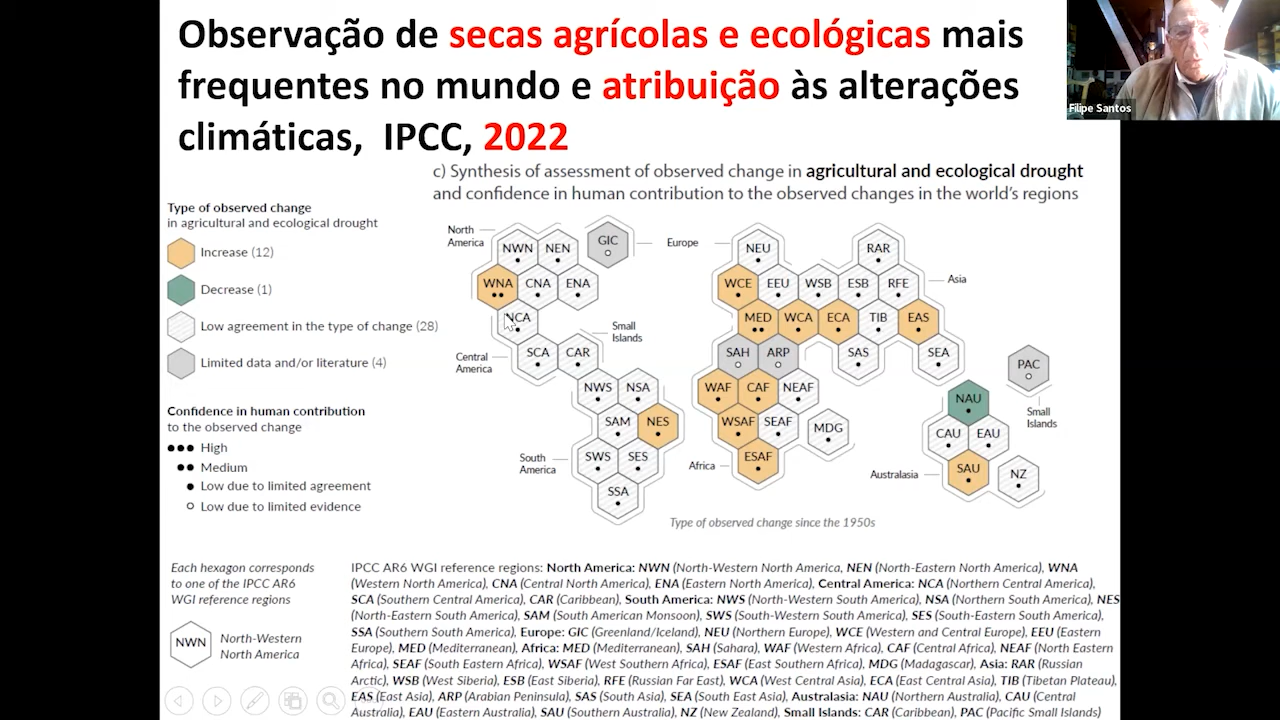 Observação de secas agrícolas e ecológicas mais
frequentes no mundo e atribuição às alterações
climáticas, IPCC, 2022
Filipe Santos
c) Synthesis of assessment of observed change in agricultural and ecological drought
and confidence in human contribution to the observed changes in the world's regions
Type of observed change
in agricultural and ecological drought
Increase (12)
Decrease (1)
Low agreement in the type of change (28)
Limited data and/or literature (4)
Confidence in human contribution
to the observed change
High
Medium
Low due to limited agreement
Low due to limited evidence
Each hexagon corresponds
to one of the IPCC AR6
WGI reference regions
NWN
North-Western
North America
North
America
NWN NEN GIC
WNA CNA ENA
NCA
Small
Islands
Central
America
SCA CAR
NWS NSA
SAM NES
South
America
SWS SES
SSA
Europe
NEU RAR
Asia
WCE EEU WSB ESB RFE
MED WCA ECA TIB EAS
SAH ARP SAS SEA
WAF CAF NEAF
WSAF SEAF MDG
Africa
ESAF
PAC
Small
Islands
NAU
CAU EAU
Australasia
SAU NZ
Type of observed change since the 1950s
IPCC AR6 WGI reference regions: North America: NWN (North-Western North America, NEN (North-Eastern North America), WNA
(Western North America), CNA (Central North America), ENA (Eastern North America), Central America: NCA (Northern Central America),
SCA (Southern Central America), CAR (Caribbean), South America: NWS (North-Western South America), NSA (Northern South America), NES
(North-Eastern South America), SAM (South American Monsoon), SWS (South-Western South America), SES (South-Eastern South America),
SSA (Southern South America), Europe: GIC (Greenland/Iceland), NEU (Northern Europe), WCE (Western and Central Europe), EEU (Eastern
Europe), MED (Mediterranean), Africa: MED (Mediterranean), SAH (Sahara), WAF (Western Africa), CAF (Central Africa), NEAF (North Eastern
Africa), SEAF (South Eastern Africa), WSAF (West Southern Africa), ESAF (East Southern Africa), MDG (Madagascar), Asia: RAR (Russian
Arctic), WSB (West Siberia), ESB (East Siberia), RFE (Russian Far East), WCA (West Central Asia), ECA (East Central Asia), TIB (Tibetan Plateau),
EAS (East Asia), ARP (Arabian Peninsula), SAS (South Asia), SEA (South East Asia), Australasia: NAU (Northern Australia), CAU (Central
Australia), EAU (Eastern Australia), SAU (Southern Australia), NZ (New Zealand), Small Islands: CAR (Caribbean), PAC (Pacific Small Islands)